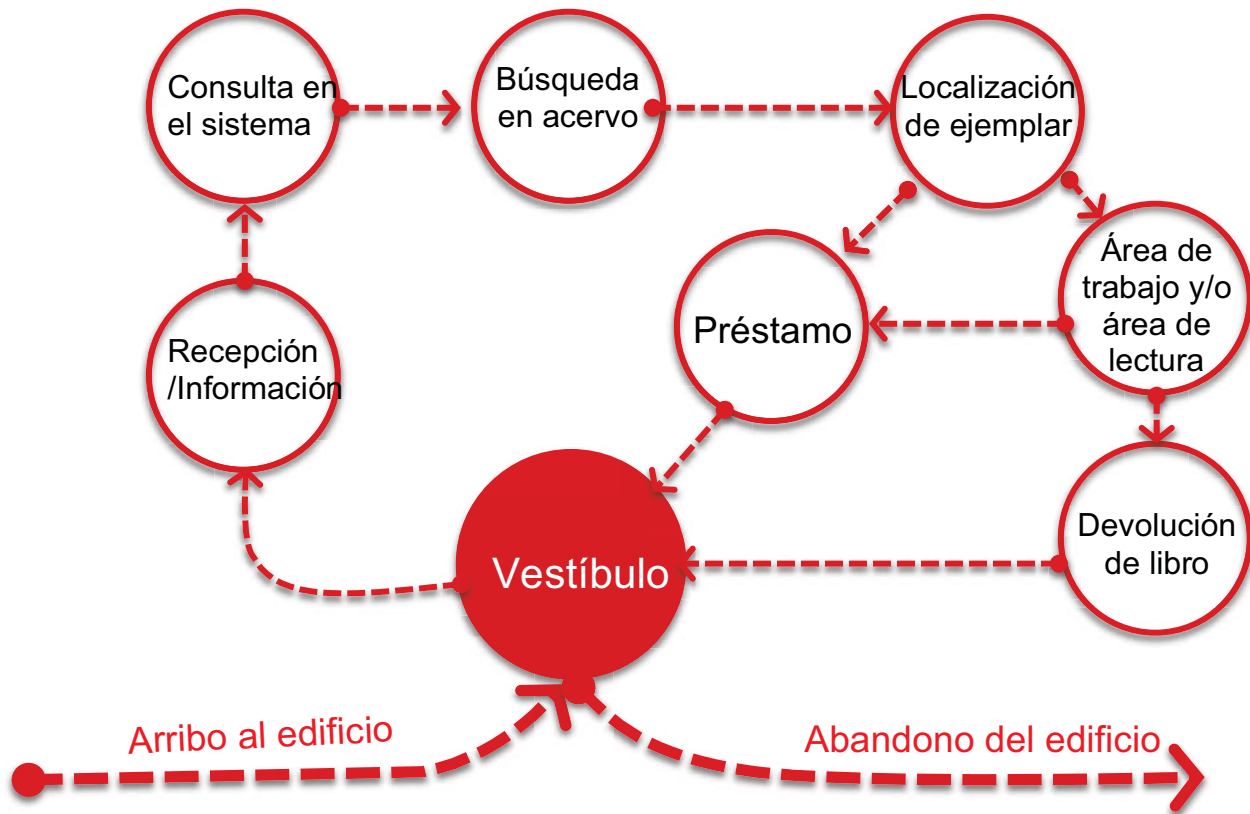 Consulta en
el sistema
Búsqueda
en acervo
Localización
de ejemplar
Área de
trabajo y/o
área de
lectura
Préstamo
Recepción
/Información
Devolución
de libro
Vestíbulo
Arribo al edificio
Abandono del edificio